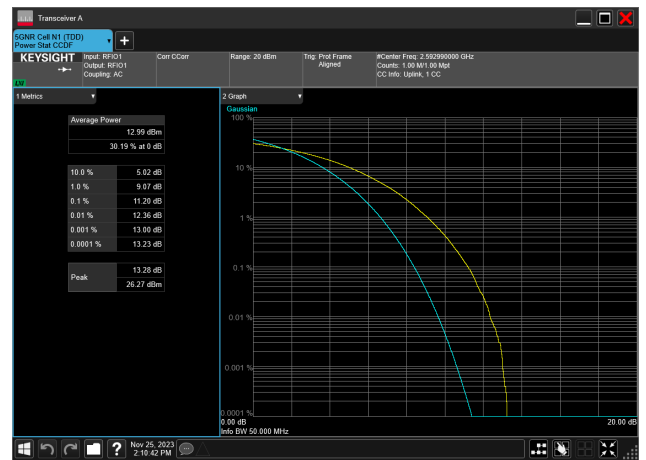 Transceiver A
5GNR Cell N1 (TDD)
Power Stat CCDF
KEYSIGHT
Input: RFIO1
Output: RFIO1
Coupling: AC
Corr CCorr
Range: 20 dBm
Trig: Prot Frame
Aligned
#Center Freq: 2.592990000 GHz
Counts: 1.00 M/1.00 Mpt
CC Info: Uplink, 1 CC
1 Metrics
Average Power
12.99 dBm
30.19 % at 0 dB
10.0 % 5.02 dB
1.0 % 9.07 dB
0.1 % 11.20 dB
0.01 % 12.36 dB
0.001 % 13.00 dB
0.0001 % 13.23 dB
Peak 13.28 dB
26.27 dBm
2 Graph
Gaussian
100 %
10 %
1 %
0.1 %
0.01 %
0.001 %
0.0001 %
0.00 dB 20.00 dB
Info BW 50.000 MHz
?
Nov 25, 2023
2:10:42 PM